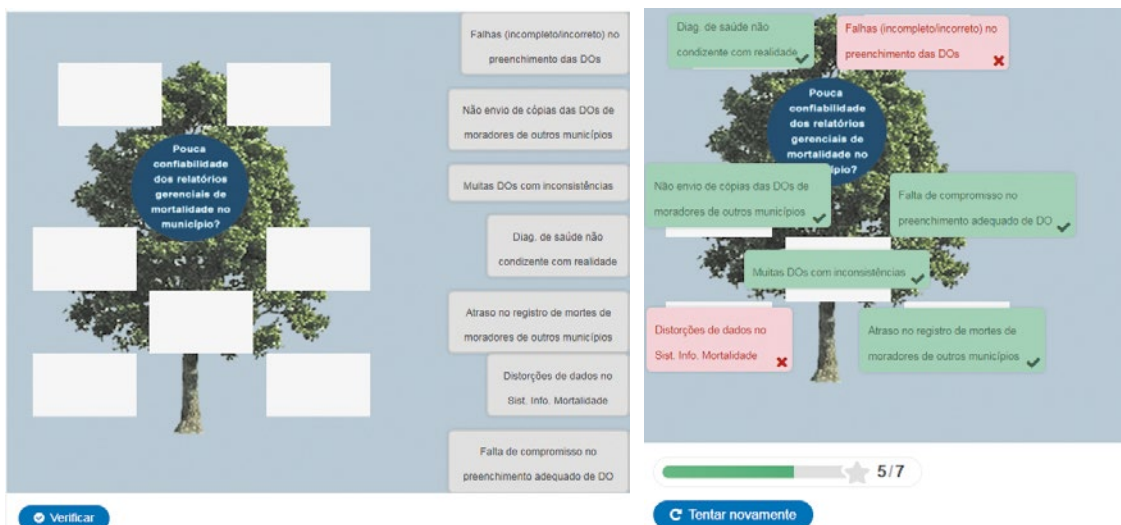 Pouca
confiabilidade
dos relatórios
gerenciais de
mortalidade no
município?
Falhas (incompleto/incorreto) no
preenchimento das DOs
Não envio de cópias das DOs de
moradores de outros municípios
Muitas DOs com inconsistências
Diag. de saúde não
condizente com realidade
Atraso no registro de mortes de
moradores de outros municípios
Distorções de dados no
Sist. Info. Mortalidade
Falta de compromisso no
preenchimento adequado de DO
Verificar
Diag. de saúde não
condizente com realidade
Falhas (incompleto/incorreto) no
preenchimento das DOs
Pouca
confiabilidade
dos relatórios
gerenciais de
mortalidade no
ípio?
Não envio de cópias das DOs de
moradores de outros municípios
Falta de compromisso no
preenchimento adequado de DO
Muitas DOs com inconsistências
Distorções de dados no
Sist. Info. Mortalidade
Atraso no registro de mortes de
moradores de outros municípios
5/7
Tentar novamente